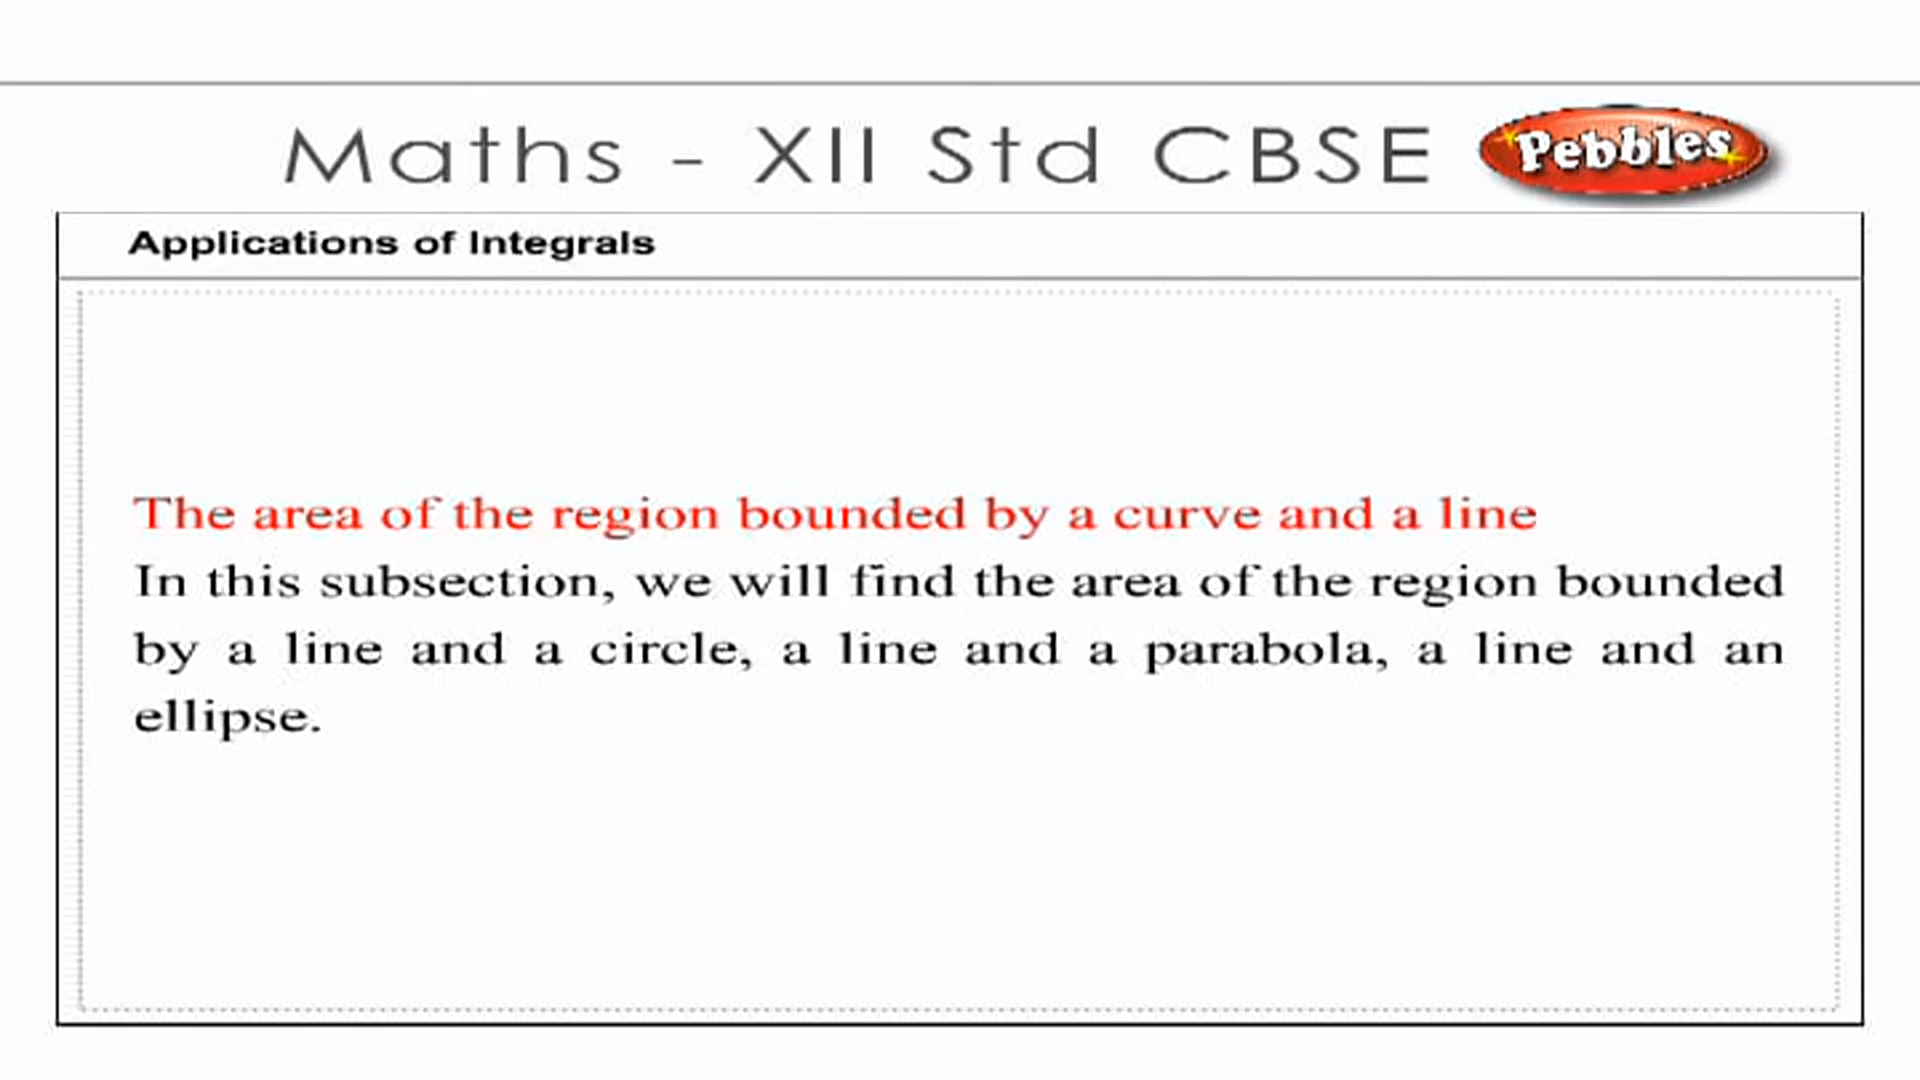 Maths - XII Std CBSE
Pebbles
Applications of Integrals
The area of the region bounded by a curve and a line
In this subsection, we will find the area of the region bounded
by a line and a circle, a line and a parabola, a line and an
ellipse.